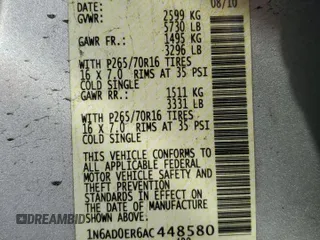 DATE: 08/10
GVWR: 2599 KG
5730 LB
GAWR FR.: 1495 KG
3296 LB
WITH P265/70R16 TIRES
16 X 7.0 RIMS AT 35 PSI
COLD SINGLE
GAWR RR.: 1511 KG
3331 LB
WITH P265/70R16 TIRES
16 X 7.0 RIMS AT 35 PSI
COLD SINGLE
THIS VEHICLE CONFORMS TO
ALL APPLICABLE FEDERAL
MOTOR VEHICLE SAFETY AND
STANDARDS IN EFFECT ON
THE DATE OF MANUFACTURE
SHOWN ABOVE
1N6AD0ER6AC 448580
DREAMBID